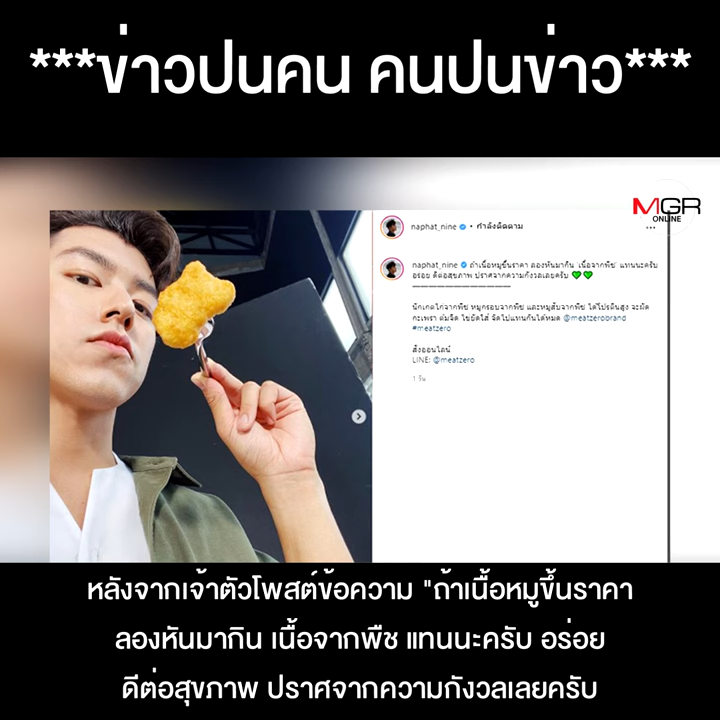 ***ข่าวปนคน คนปนข่าว***
MGR
ONLINE
naphat_nine • กำลังติดตาม
naphat_nine ถ้าเนื้อหมูขึ้นราคา ลองหันมากิน 'เนื้อจากพืช' แทนนะครับ
อร่อย ดีต่อสุขภาพ ปราศจากความกังวลเลยครับ 💚💚
นักเกตไก่จากพืช หมูกรอบจากพืช และหมูสับจากพืช ได้โปรตีนสูง จะผัด
กะเพรา ต้มจืด ไข่ยัดไส้ จัดไปแทนกันได้หมด @meatzerobrand
#meatzero
สั่งออนไลน์
LINE: @meatzero
1 วัน
หลังจากเจ้าตัวโพสต์ข้อความ "ถ้าเนื้อหมูขึ้นราคา
ลองหันมากิน เนื้อจากพืช แทนนะครับ อร่อย
ดีต่อสุขภาพ ปราศจากความกังวลเลยครับ